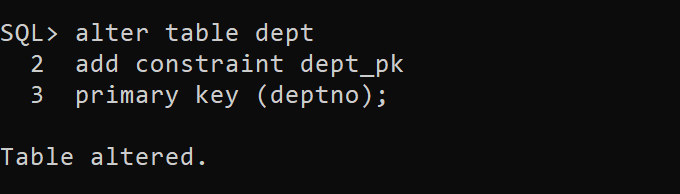 SQL> alter table dept
  2  add constraint dept_pk
  3  primary key (deptno);

Table altered.